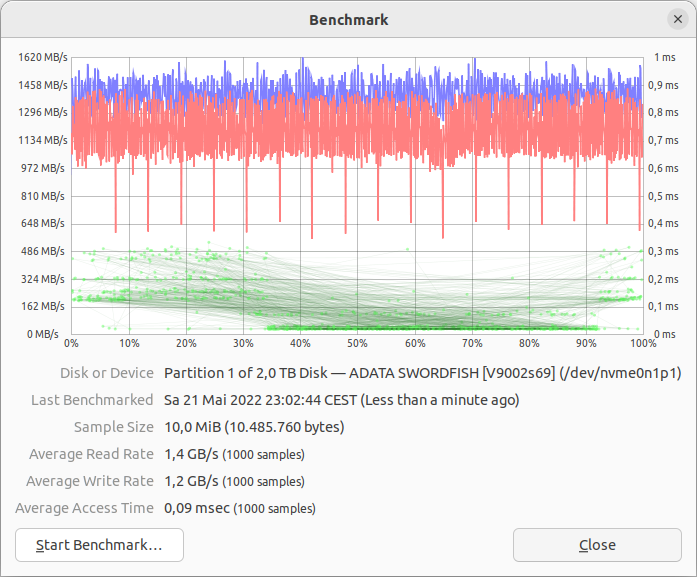 Benchmark
1620 MB/s
1 ms
1458 MB/s
0,9 ms
1296 MB/s
0,8 ms
1134 MB/s
0,7 ms
972 MB/s
0,6 ms
810 MB/s
0,5 ms
648 MB/s
0,4 ms
486 MB/s
0,3 ms
324 MB/s
0,2 ms
162 MB/s
0,1 ms
0 MB/s
0 ms
0% 10% 20% 30% 40% 50% 60% 70% 80% 90% 100%
Disk or Device Partition 1 of 2,0 TB Disk — ADATA SWORDFISH [V9002s69] (/dev/nvme0n1p1)
Last Benchmarked Sa 21 Mai 2022 23:02:44 CEST (Less than a minute ago)
Sample Size 10,0 MiB (10.485.760 bytes)
Average Read Rate 1,4 GB/s (1000 samples)
Average Write Rate 1,2 GB/s (1000 samples)
Average Access Time 0,09 msec (1000 samples)
Start Benchmark... Close